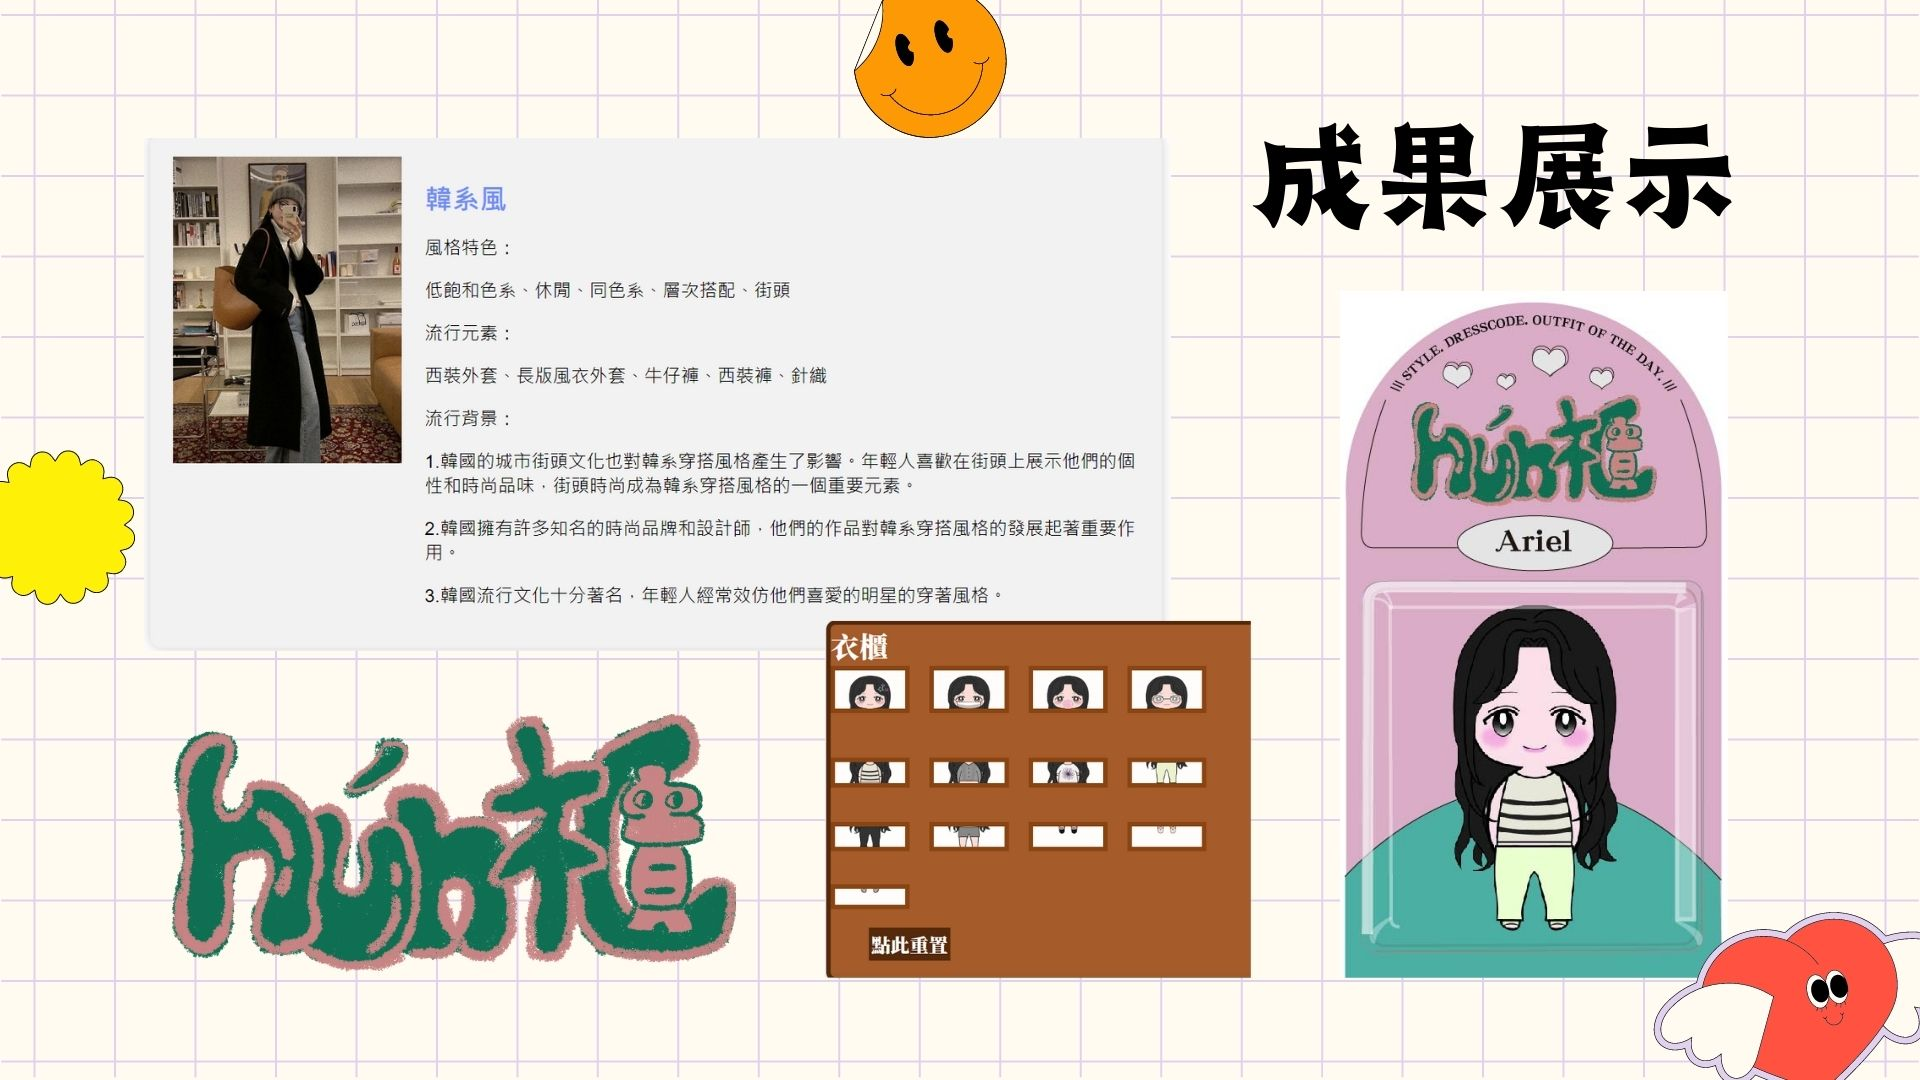 成果展示
韓系風
風格特色：
低飽和色系、休閒、同色系、層次搭配、街頭
流行元素：
西裝外套、長版風衣外套、牛仔褲、西裝褲、針織
流行背景：
1.韓國的城市街頭文化也對韓系穿搭風格產生了影響。年輕人喜歡在街頭上展示他們的個
性和時尚品味，街頭時尚成為韓系穿搭風格的一個重要元素。
2.韓國擁有許多知名的時尚品牌和設計師，他們的作品對韓系穿搭風格的發展起著重要作
用。
3.韓國流行文化十分著名，年輕人經常效仿他們喜愛的明星的穿著風格。
hún櫃
衣櫃
點此重置
/// STYLE. DRESSCODE. OUTFIT OF THE DAY. ///
hún櫃
Ariel